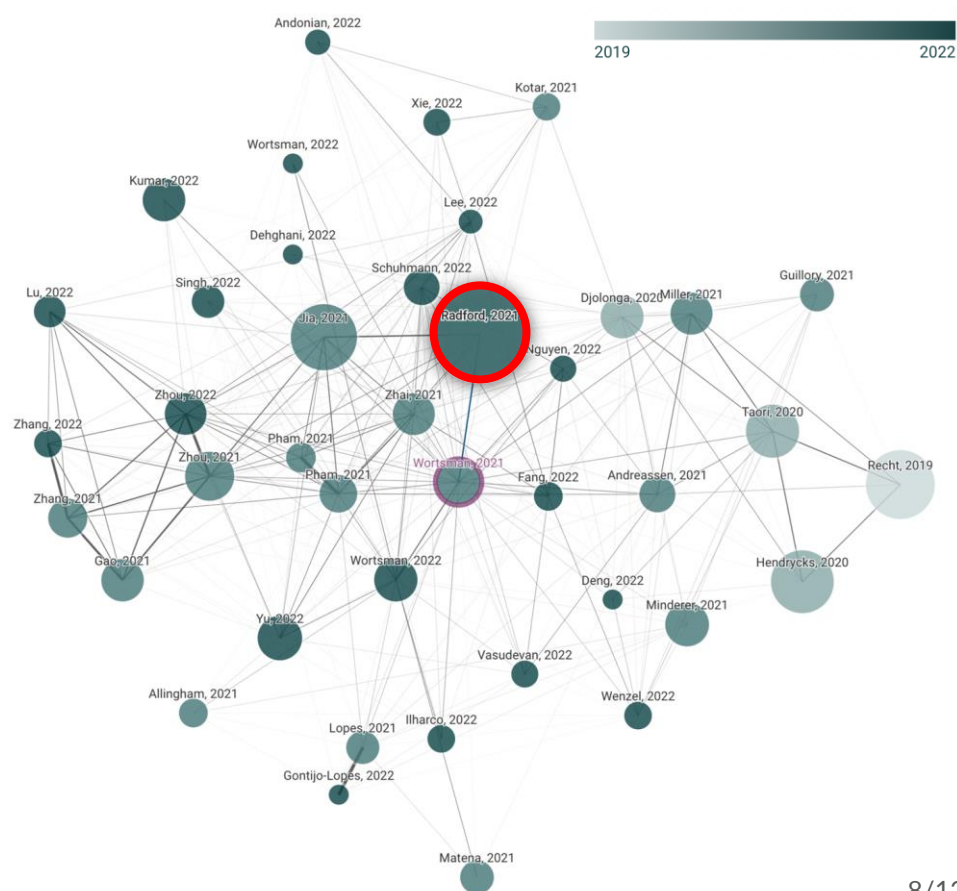 Andonian, 2022
2019
2022
Kotar, 2021
Xie, 2022
Wortsman, 2022
Kumar, 2022
Lee, 2022
Dehghani, 2022
Schuhmann, 2022
Guillory, 2021
Singh, 2022
Lu, 2022
Djolonga, 2020
Miller, 2021
Jia, 2021
Radford, 2021
Nguyen, 2022
Zhou, 2022
Zhai, 2021
Taori, 2020
Zhang, 2022
Pham, 2021
Zhou, 2021
Wortsman, 2021
Recht, 2019
Pham, 2021
Fang, 2022
Andreassen, 2021
Zhang, 2021
Gao, 2021
Wortsman, 2022
Hendrycks, 2020
Deng, 2022
Minderer, 2021
Yu, 2022
Vasudevan, 2022
Allingham, 2021
Wenzel, 2022
Lopes, 2021
Ilharco, 2022
Gontijo-Lopes, 2022
Matena, 2021